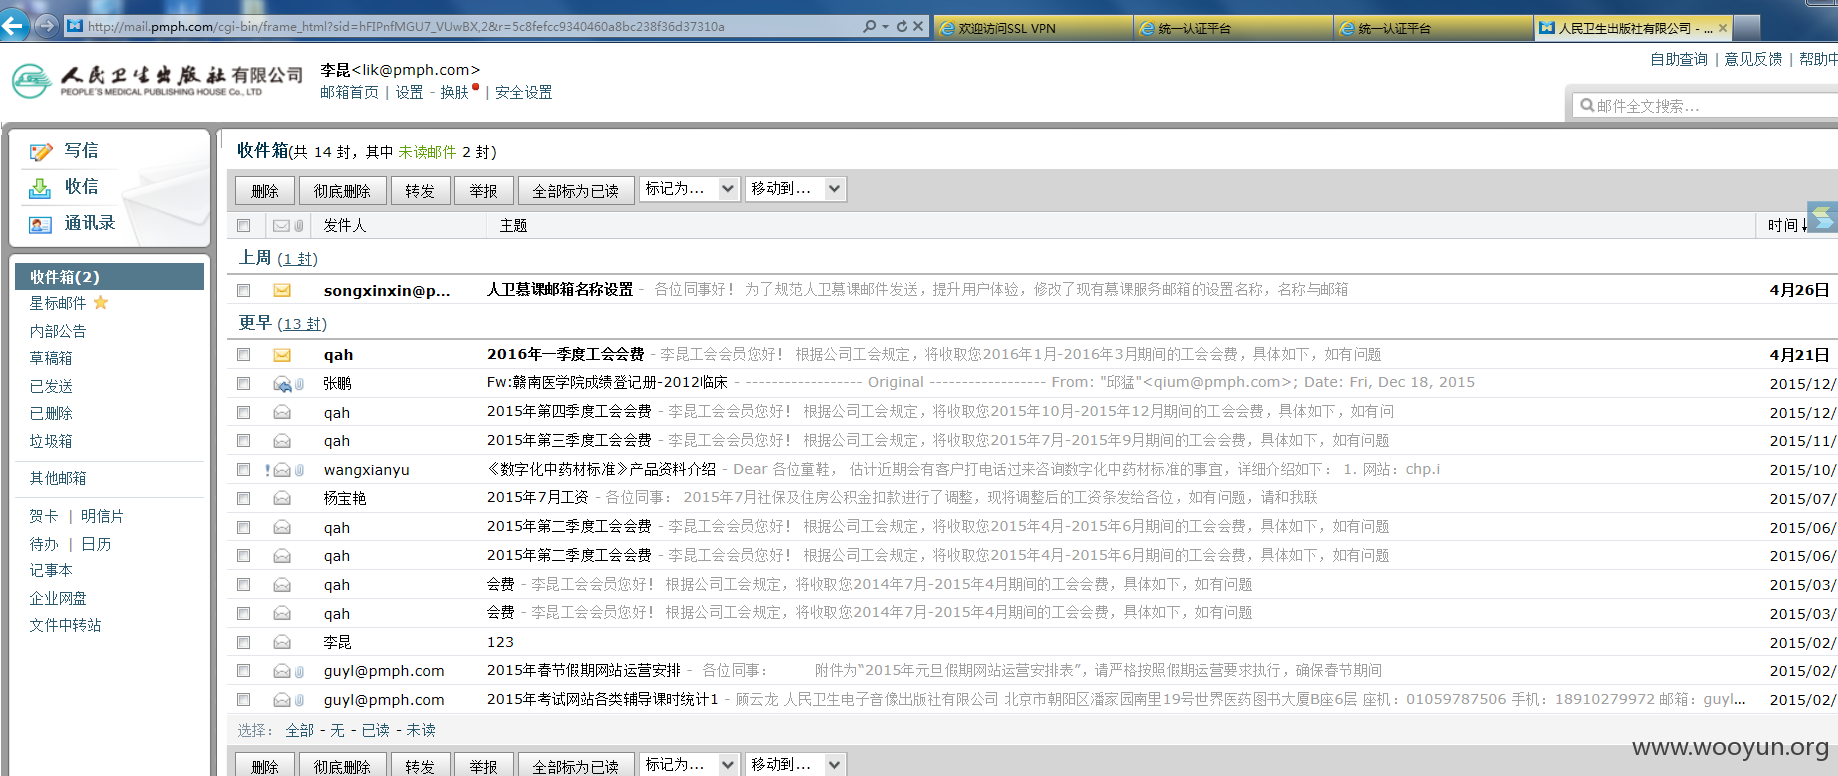 http://mail.pmph.com/cgi-bin/frame_html?sid=hFIPnfMGU7_VUwBX,2&r=5c8fefcc9340460a8bc238f36d37310a
欢迎访问SSL VPN
统一认证平台
统一认证平台
人民卫生出版社有限公司 - ...
自助查询 | 意见反馈 | 帮助中
人民卫生出版社有限公司
PEOPLE'S MEDICAL PUBLISHING HOUSE Co., LTD
李昆<lik@pmph.com>
邮箱首页 | 设置 - 换肤 | 安全设置
邮件全文搜索...
写信
收信
通讯录
收件箱(2)
星标邮件
内部公告
草稿箱
已发送
已删除
垃圾箱
其他邮箱
贺卡 | 明信片
待办 | 日历
记事本
企业网盘
文件中转站
收件箱(共 14 封，其中 未读邮件 2 封)
删除 彻底删除 转发 举报 全部标为已读 标记为... 移动到...
发件人 主题 时间↓
上周 (1 封)
songxinxin@p... 人卫慕课邮箱名称设置 - 各位同事好！ 为了规范人卫慕课邮件发送，提升用户体验，修改了现有慕课服务邮箱的设置名称，名称与邮箱 4月26日
更早 (13 封)
qah 2016年一季度工会会费 - 李昆工会会员您好！ 根据公司工会规定，将收取您2016年1月-2016年3月期间的工会会费，具体如下，如有问题 4月21日
张鹏 Fw:赣南医学院成绩登记册-2012临床 - ------------------ Original ------------------ From: "邱猛"<qium@pmph.com>; Date: Fri, Dec 18, 2015 2015/12/
qah 2015年第四季度工会会费 - 李昆工会会员您好！ 根据公司工会规定，将收取您2015年10月-2015年12月期间的工会会费，具体如下，如有问 2015/12/
qah 2015年第三季度工会会费 - 李昆工会会员您好！ 根据公司工会规定，将收取您2015年7月-2015年9月期间的工会会费，具体如下，如有问题 2015/11/
wangxianyu 《数字化中药材标准》产品资料介绍 - Dear 各位童鞋， 估计近期会有客户打电话过来咨询数字化中药材标准的事宜，详细介绍如下： 1. 网站：chp.i 2015/10/
杨宝艳 2015年7月工资 - 各位同事： 2015年7月社保及住房公积金扣款进行了调整，现将调整后的工资条发给各位，如有问题，请和我联 2015/07/
qah 2015年第二季度工会会费 - 李昆工会会员您好！ 根据公司工会规定，将收取您2015年4月-2015年6月期间的工会会费，具体如下，如有问题 2015/06/
qah 2015年第二季度工会会费 - 李昆工会会员您好！ 根据公司工会规定，将收取您2015年4月-2015年6月期间的工会会费，具体如下，如有问题 2015/06/
qah 会费 - 李昆工会会员您好！ 根据公司工会规定，将收取您2014年7月-2015年4月期间的工会会费，具体如下，如有问题 2015/03/
qah 会费 - 李昆工会会员您好！ 根据公司工会规定，将收取您2014年7月-2015年4月期间的工会会费，具体如下，如有问题 2015/03/
李昆 123 2015/02/
guyl@pmph.com 2015年春节假期网站运营安排 - 各位同事： 附件为“2015年元旦假期网站运营安排表”，请严格按照假期运营要求执行，确保春节期间 2015/02/
guyl@pmph.com 2015年考试网站各类辅导课时统计1 - 顾云龙 人民卫生电子音像出版社有限公司 北京市朝阳区潘家园南里19号世界医药图书大厦B座6层 座机：01059787506 手机：18910279972 邮箱：guyl... 2015/02/
选择： 全部 - 无 - 已读 - 未读
删除 彻底删除 转发 举报 全部标为已读 标记为... 移动到...
www.wooyun.org